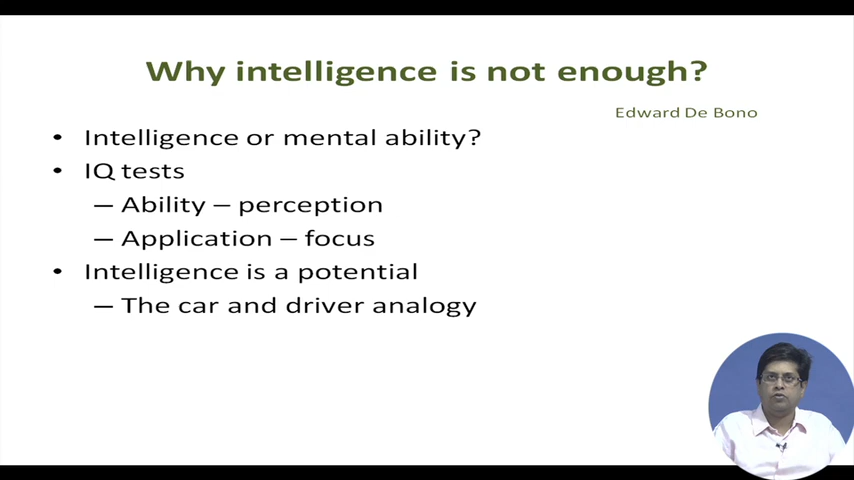 Why intelligence is not enough?
Edward De Bono
• Intelligence or mental ability?
• IQ tests
– Ability – perception
– Application – focus
• Intelligence is a potential
– The car and driver analogy